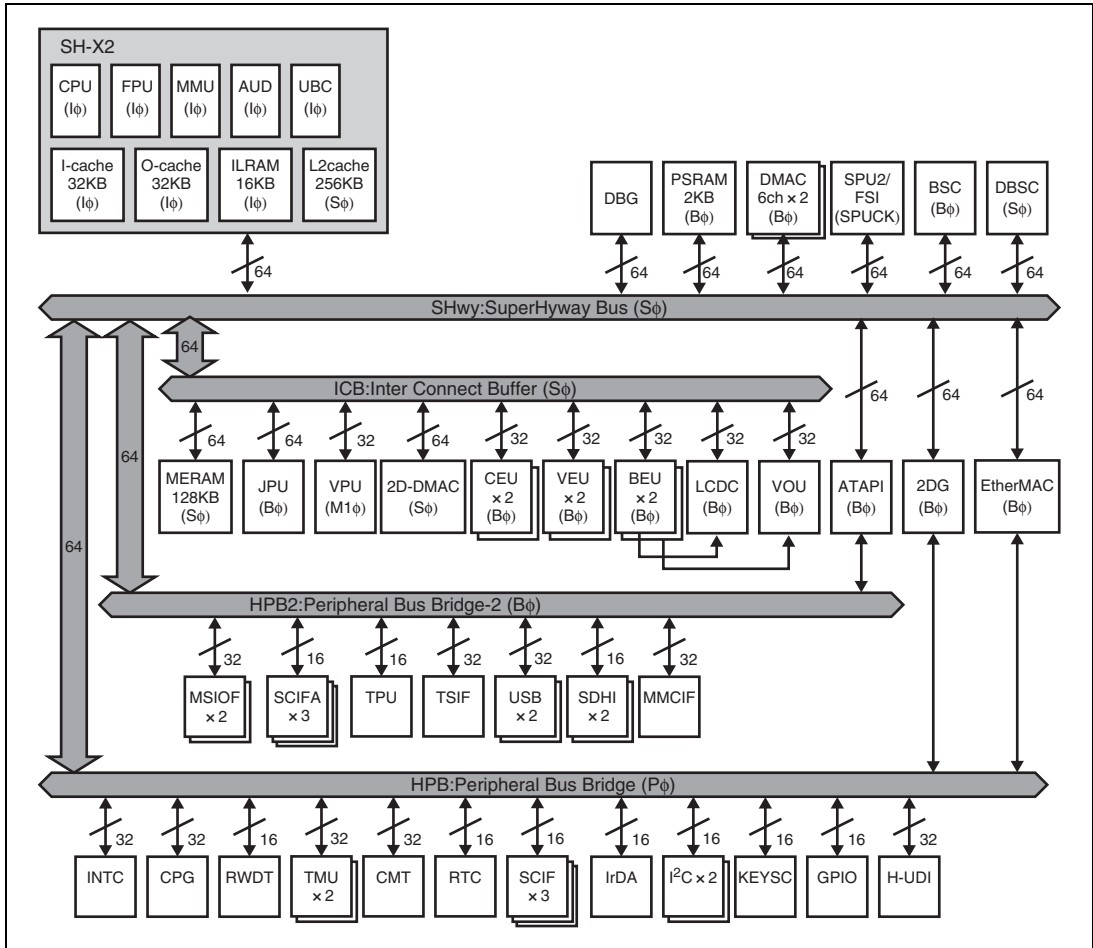 SH-X2
CPU
(Iϕ)
FPU
(Iϕ)
MMU
(Iϕ)
AUD
(Iϕ)
UBC
(Iϕ)
I-cache
32KB
(Iϕ)
O-cache
32KB
(Iϕ)
ILRAM
16KB
(Iϕ)
L2cache
256KB
(Sϕ)
DBG
PSRAM
2KB
(Bϕ)
DMAC
6ch × 2
(Bϕ)
SPU2/
FSI
(SPUCK)
BSC
(Bϕ)
DBSC
(Sϕ)
64
64
64
64
64
64
64
SHwy:SuperHyway Bus (Sϕ)
64
64
64
ICB:Inter Connect Buffer (Sϕ)
64
64
32
64
32
32
32
32
32
64
64
64
MERAM
128KB
(Sϕ)
JPU
(Bϕ)
VPU
(M1ϕ)
2D-DMAC
(Sϕ)
CEU
× 2
(Bϕ)
VEU
× 2
(Bϕ)
BEU
× 2
(Bϕ)
LCDC
(Bϕ)
VOU
(Bϕ)
ATAPI
(Bϕ)
2DG
(Bϕ)
EtherMAC
(Bϕ)
HPB2:Peripheral Bus Bridge-2 (Bϕ)
32
16
16
32
32
16
32
MSIOF
× 2
SCIFA
× 3
TPU
TSIF
USB
× 2
SDHI
× 2
MMCIF
HPB:Peripheral Bus Bridge (Pϕ)
32
32
16
32
32
16
16
16
16
16
16
32
INTC
CPG
RWDT
TMU
× 2
CMT
RTC
SCIF
× 3
IrDA
I²C × 2
KEYSC
GPIO
H-UDI